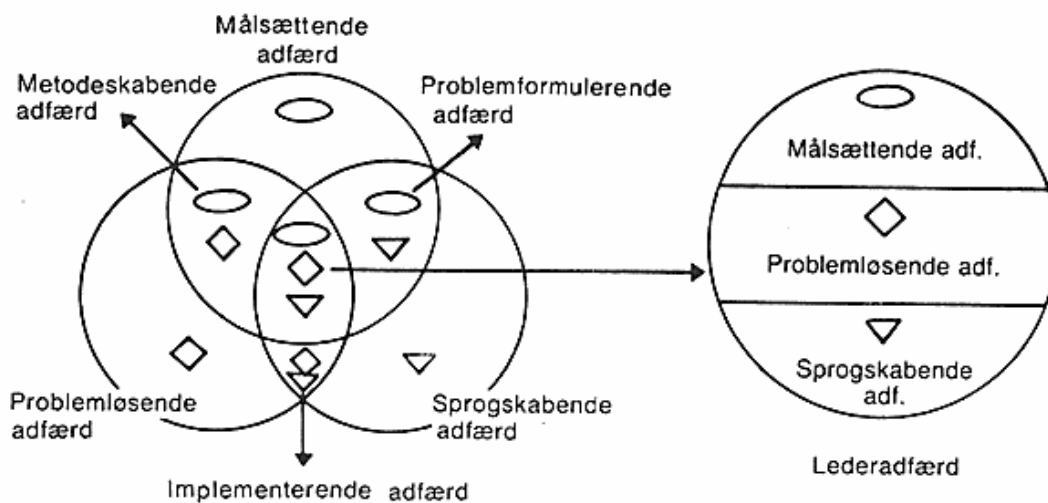 Målsættende
adfærd
Metodeskabende
adfærd
Problemformulerende
adfærd
Problemløsende
adfærd
Sprogskabende
adfærd
Implementerende adfærd
Målsættende adf.
Problemløsende adf.
Sprogskabende
adf.
Lederadfærd